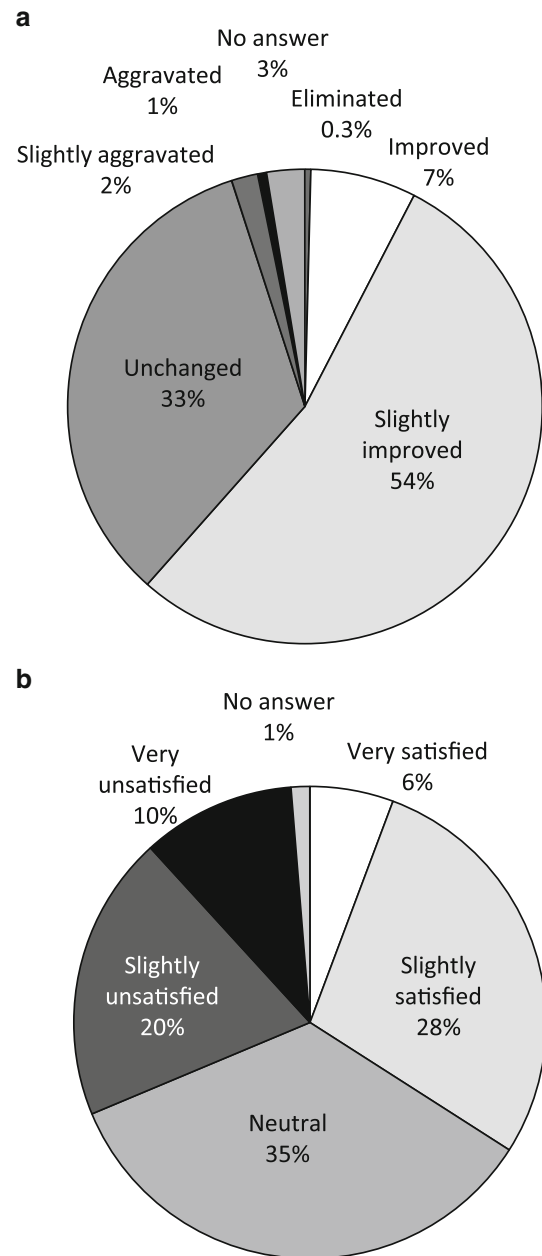 a
No answer
3%
Aggravated
1%
Eliminated
0.3%
Improved
7%
Slightly aggravated
2%
Unchanged
33%
Slightly
improved
54%
b
No answer
1%
Very satisfied
6%
Very
unsatisfied
10%
Slightly
unsatisfied
20%
Slightly
satisfied
28%
Neutral
35%